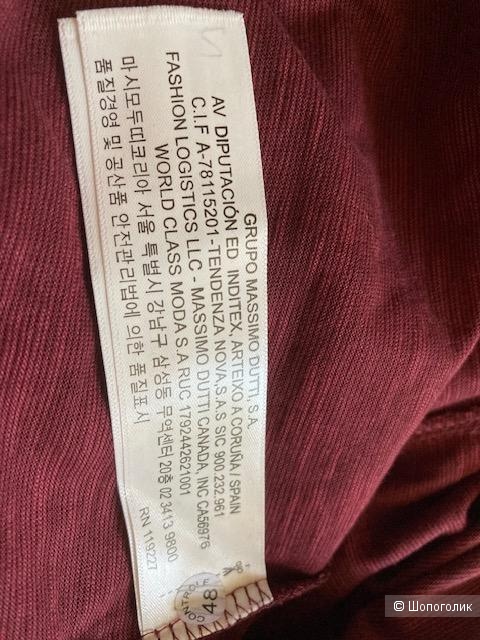 GRUPO MASSIMO DUTTI, S.A.
AV DIPUTACIÓN ED INDITEX, ARTEIXO A CORUÑA / SPAIN
C.I.F A-78115201-TENDENZA NOVA,S.A.S SIC 900.232.961
FASHION LOGISTICS LLC - MASSIMO DUTTI CANADA, INC CA56976
WORLD CLASS MODA S.A RUC 1792442621001
마시모두띠코리아 서울 특별시 강남구 삼성동 무역센터 20층 02 3413 9800
품질경영 및 공산품 안전관리법에 의한 품질표시
RN 119227
48
© Шопоголик